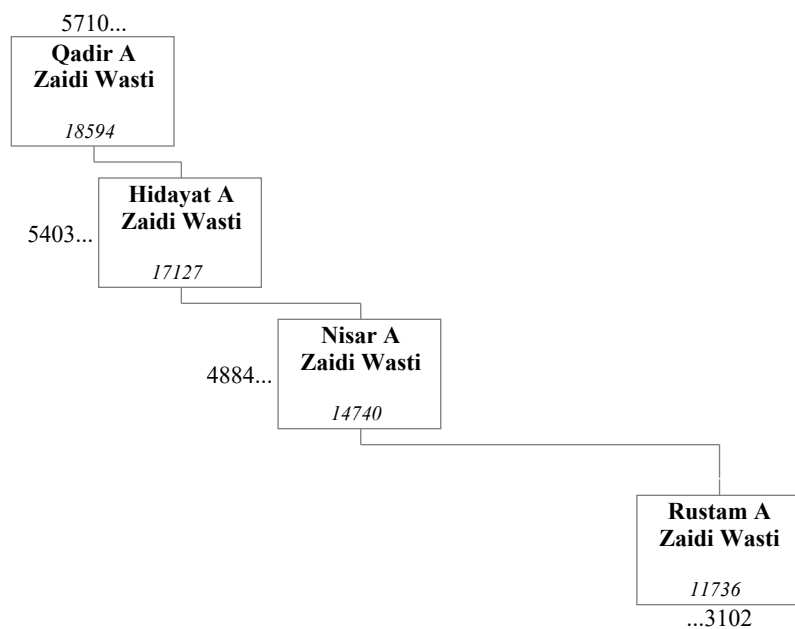 5710...
Qadir A
Zaidi Wasti
18594
Hidayat A
Zaidi Wasti
5403...
17127
Nisar A
Zaidi Wasti
4884...
14740
Rustam A
Zaidi Wasti
11736
...3102